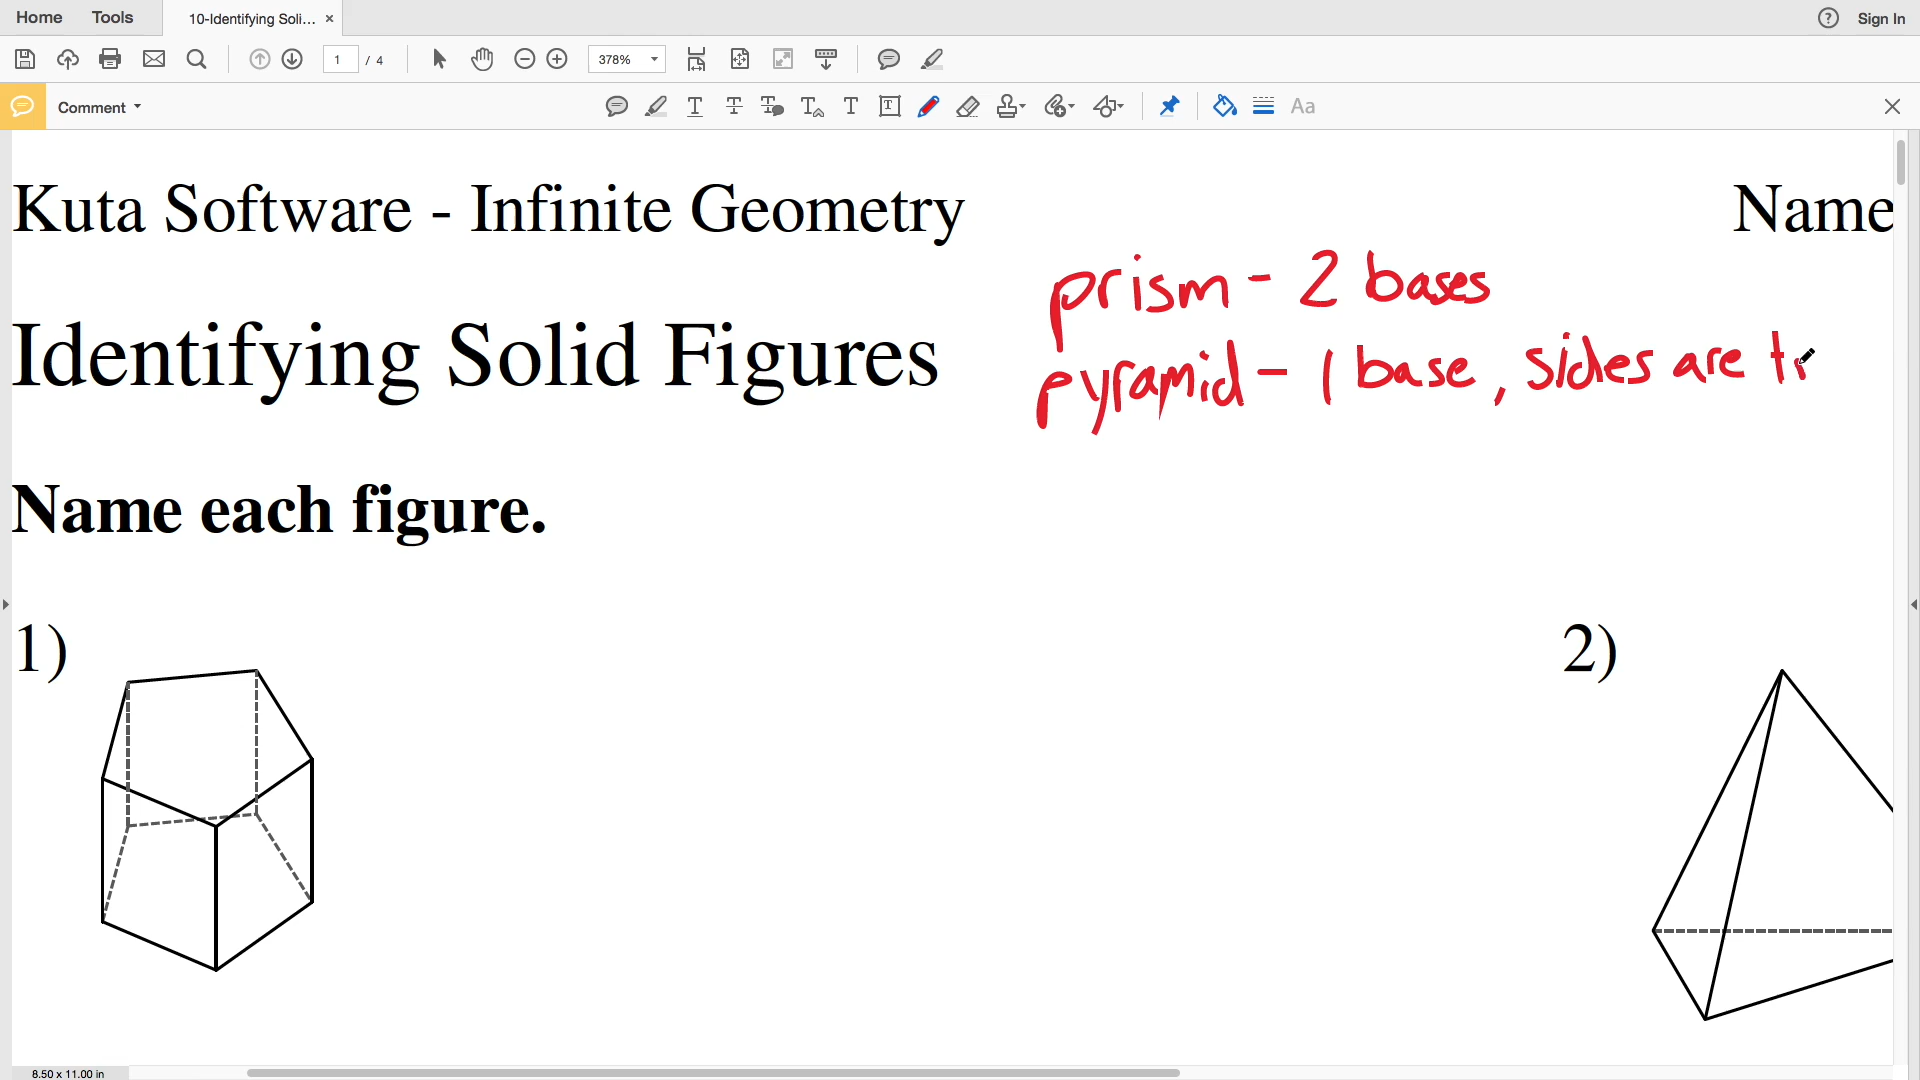 Home Tools 10-Identifying Soli... × ? Sign In
1 / 4 378%
Comment Aa
Kuta Software - Infinite Geometry Name
prism - 2 bases
Identifying Solid Figures
pyramid - 1 base, sides are tr
Name each figure.
1) 2)
8.50 x 11.00 in